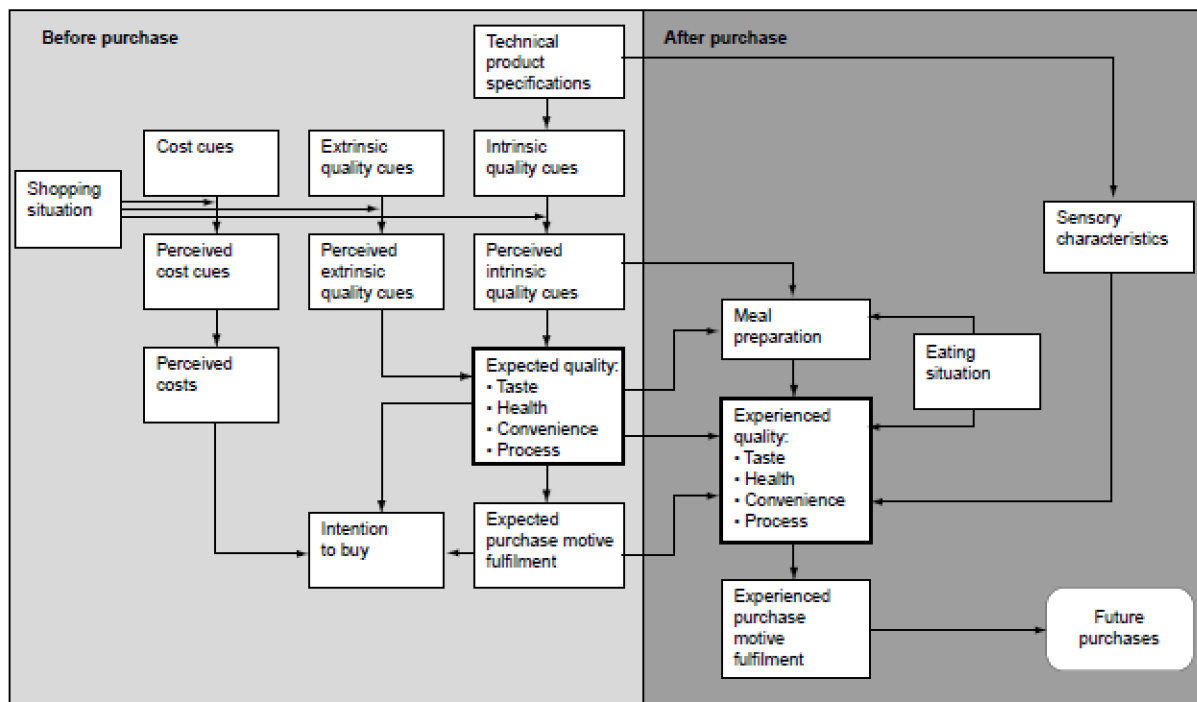 Before purchase
After purchase
Technical
product
specifications
Cost cues
Extrinsic
quality cues
Intrinsic
quality cues
Shopping
situation
Sensory
characteristics
Perceived
cost cues
Perceived
extrinsic
quality cues
Perceived
intrinsic
quality cues
Meal
preparation
Eating
situation
Perceived
costs
Expected quality:
• Taste
• Health
• Convenience
• Process
Experienced
quality:
• Taste
• Health
• Convenience
• Process
Intention
to buy
Expected
purchase motive
fulfilment
Experienced
purchase
motive
fulfilment
Future
purchases